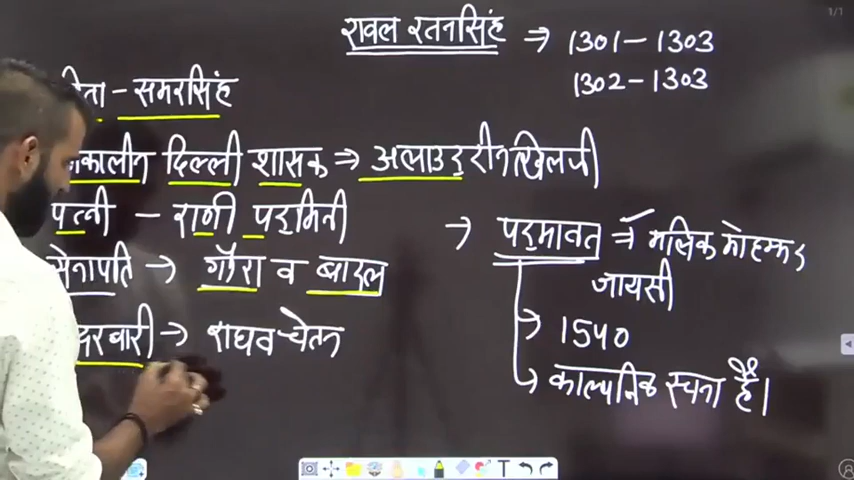 रावल रतनसिंह ⇒ 1301 - 1303
1302 - 1303
- समरसिंह
दिल्ली शासक ⇒ अलाउद्दीन खिलजी
पत्नी - राणी पद्मिनी
सेनापति → गौरा व बादल
दरबारी → राघव चेतन
→ पद्मावत ⇒ मलिक मोहम्मद
जायसी
→ 1540
→ काल्पनिक रचना है।
1/1